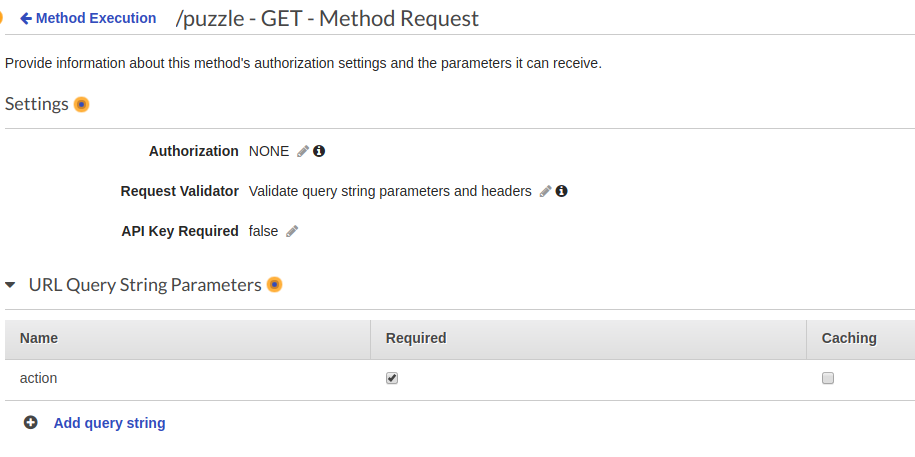 Method Execution /puzzle - GET - Method Request
Provide information about this method's authorization settings and the parameters it can receive.
Settings
Authorization NONE
Request Validator Validate query string parameters and headers
API Key Required false
URL Query String Parameters
Name Required Caching
action
Add query string